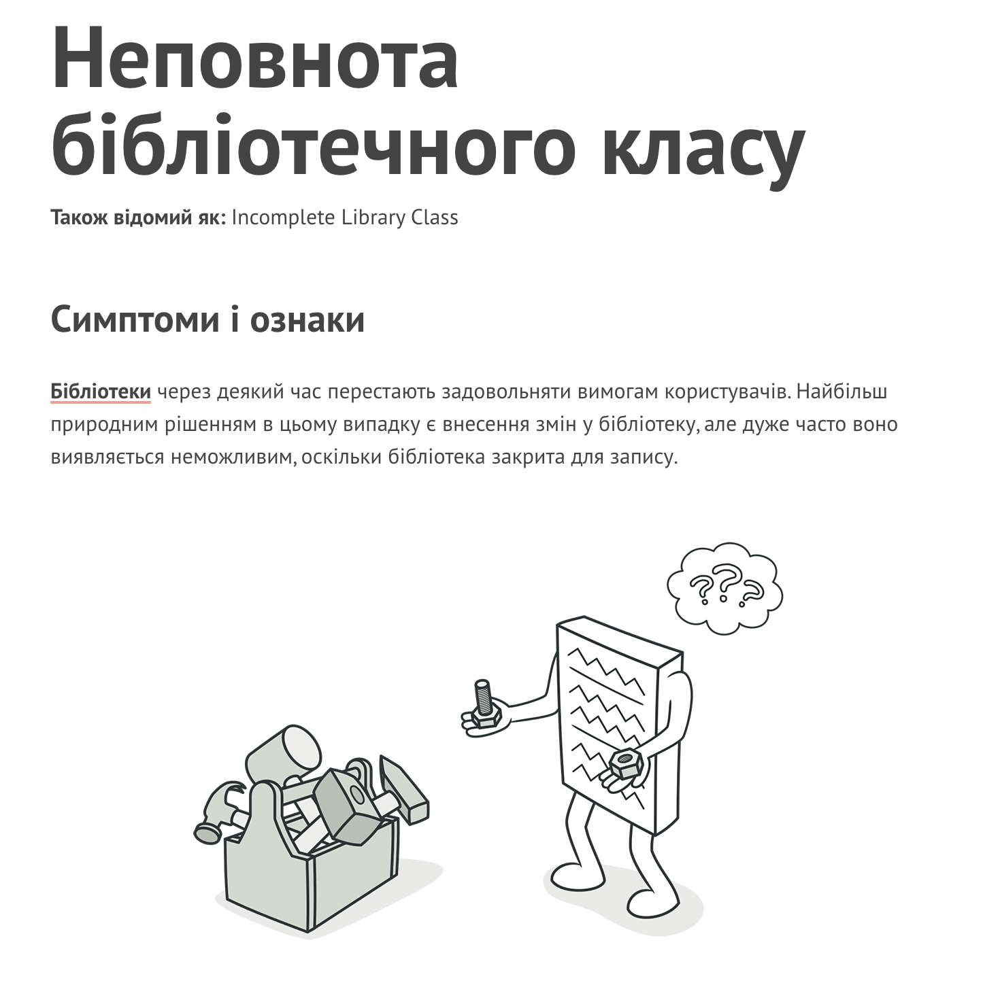 Неповнота
бібліотечного класу
Також відомий як: Incomplete Library Class
Симптоми і ознаки
Бібліотеки через деякий час перестають задовольняти вимогам користувачів. Найбільш
природним рішенням в цьому випадку є внесення змін у бібліотеку, але дуже часто воно
виявляється неможливим, оскільки бібліотека закрита для запису.
???